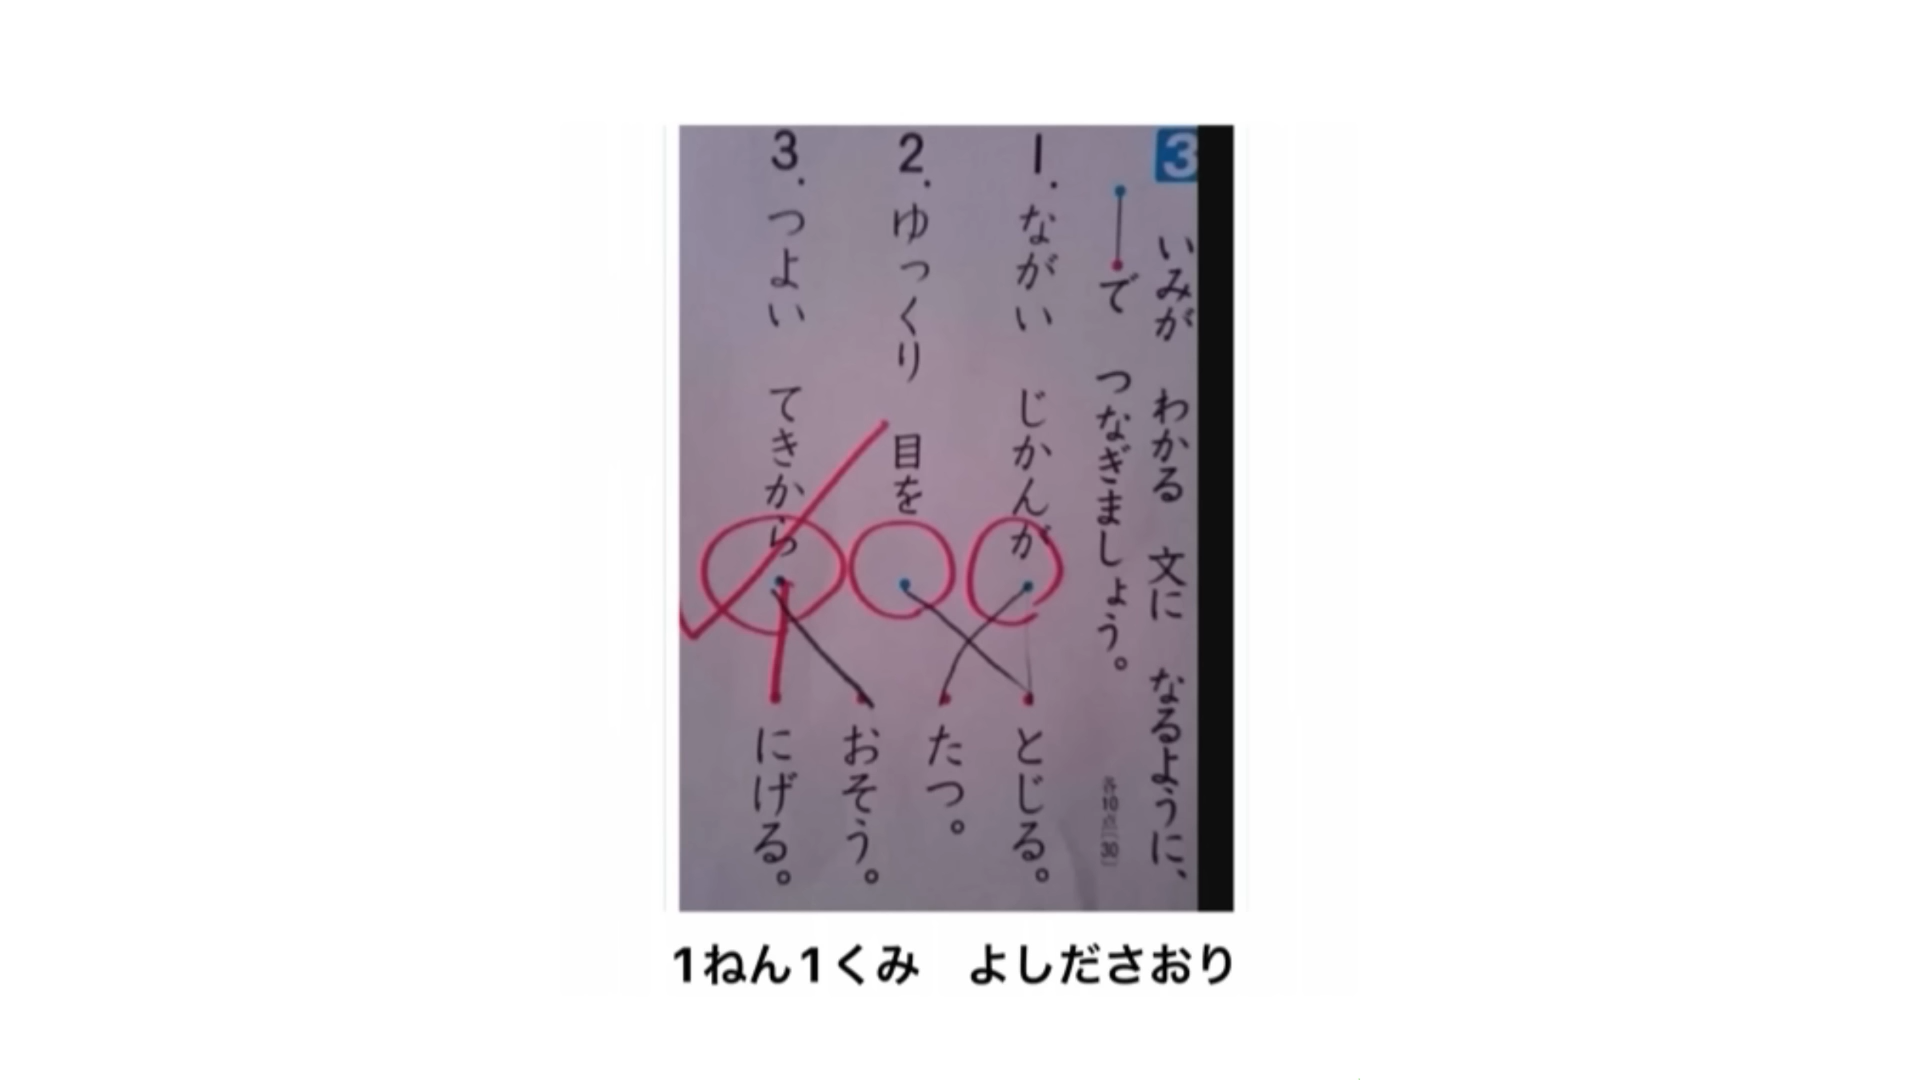 3 いみが わかる 文に なるように、
で つなぎましょう。 各10点〔30〕
1.ながい じかんが
2.ゆっくり 目を
3.つよい てきから
とじる。
たつ。
おそう。
にげる。
1ねん1くみ よしださおり